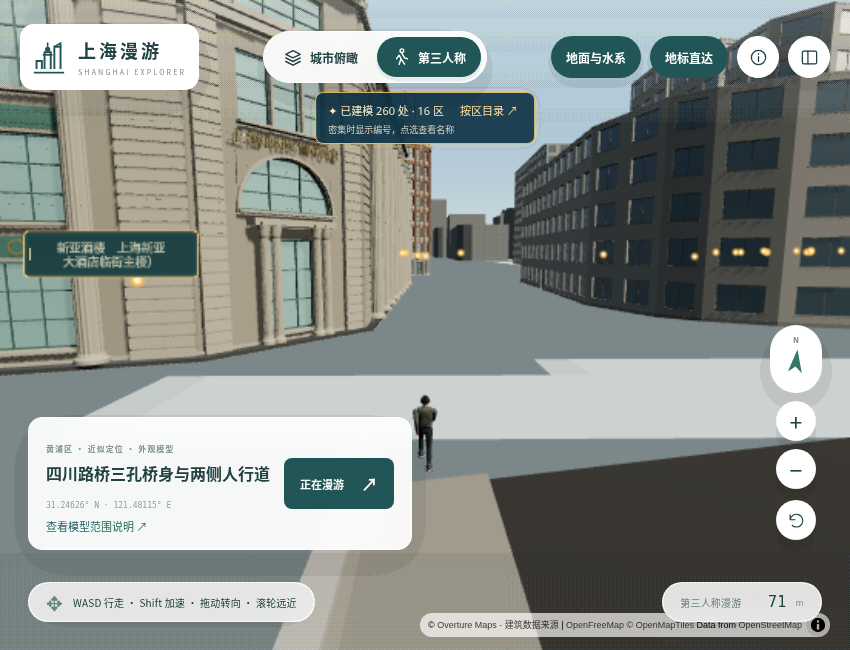 上海漫游
SHANGHAI EXPLORER
城市俯瞰
第三人称
地面与水系
地标直达
✦ 已建模 260 处 · 16 区 按区目录 ↗
密集时显示编号，点选查看名称
新亚酒楼 上海新亚
大酒店临街主楼）
N
黄浦区 · 近似定位 · 外观模型
四川路桥三孔桥身与两侧人行道
正在漫游 ↗
31.24626° N · 121.48115° E
查看模型范围说明 ↗
+
−
WASD 行走 · Shift 加速 · 拖动转向 · 滚轮远近
第三人称漫游 71 m
© Overture Maps · 建筑数据来源 | OpenFreeMap © OpenMapTiles Data from OpenStreetMap